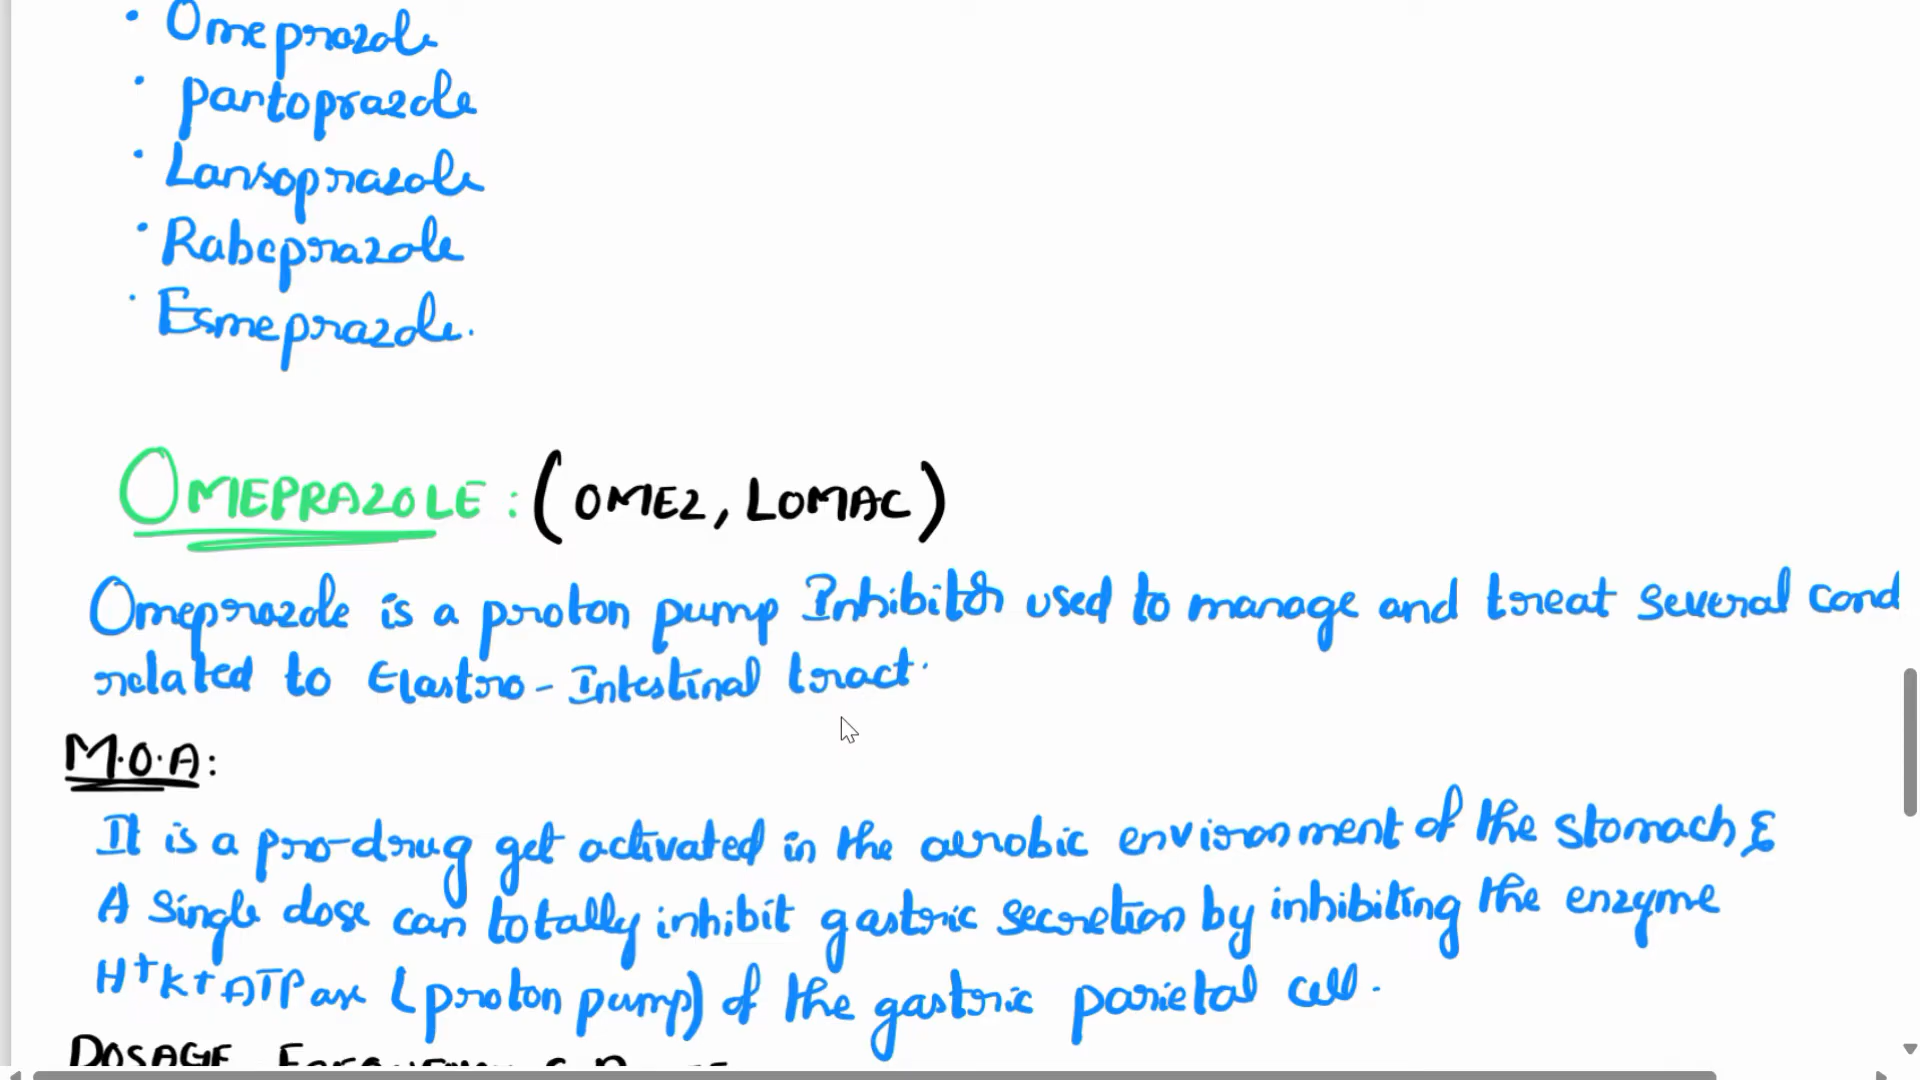 • Omeprazole
• pantoprazole
• Lansoprazole
• Rabeprazole
• Esmeprazole.
OMEPRAZOLE : (OMEZ, LOMAC)
Omeprazole is a proton pump Inhibitor used to manage and treat several cond
related to Glastro - Intestinal tract.
M.O.A:
It is a pro-drug get activated in the aerobic environment of the stomach &
A single dose can totally inhibit gastric secretion by inhibiting the enzyme
H+K+ATPase (proton pump) of the gastric parietal cell.
DOSAGE